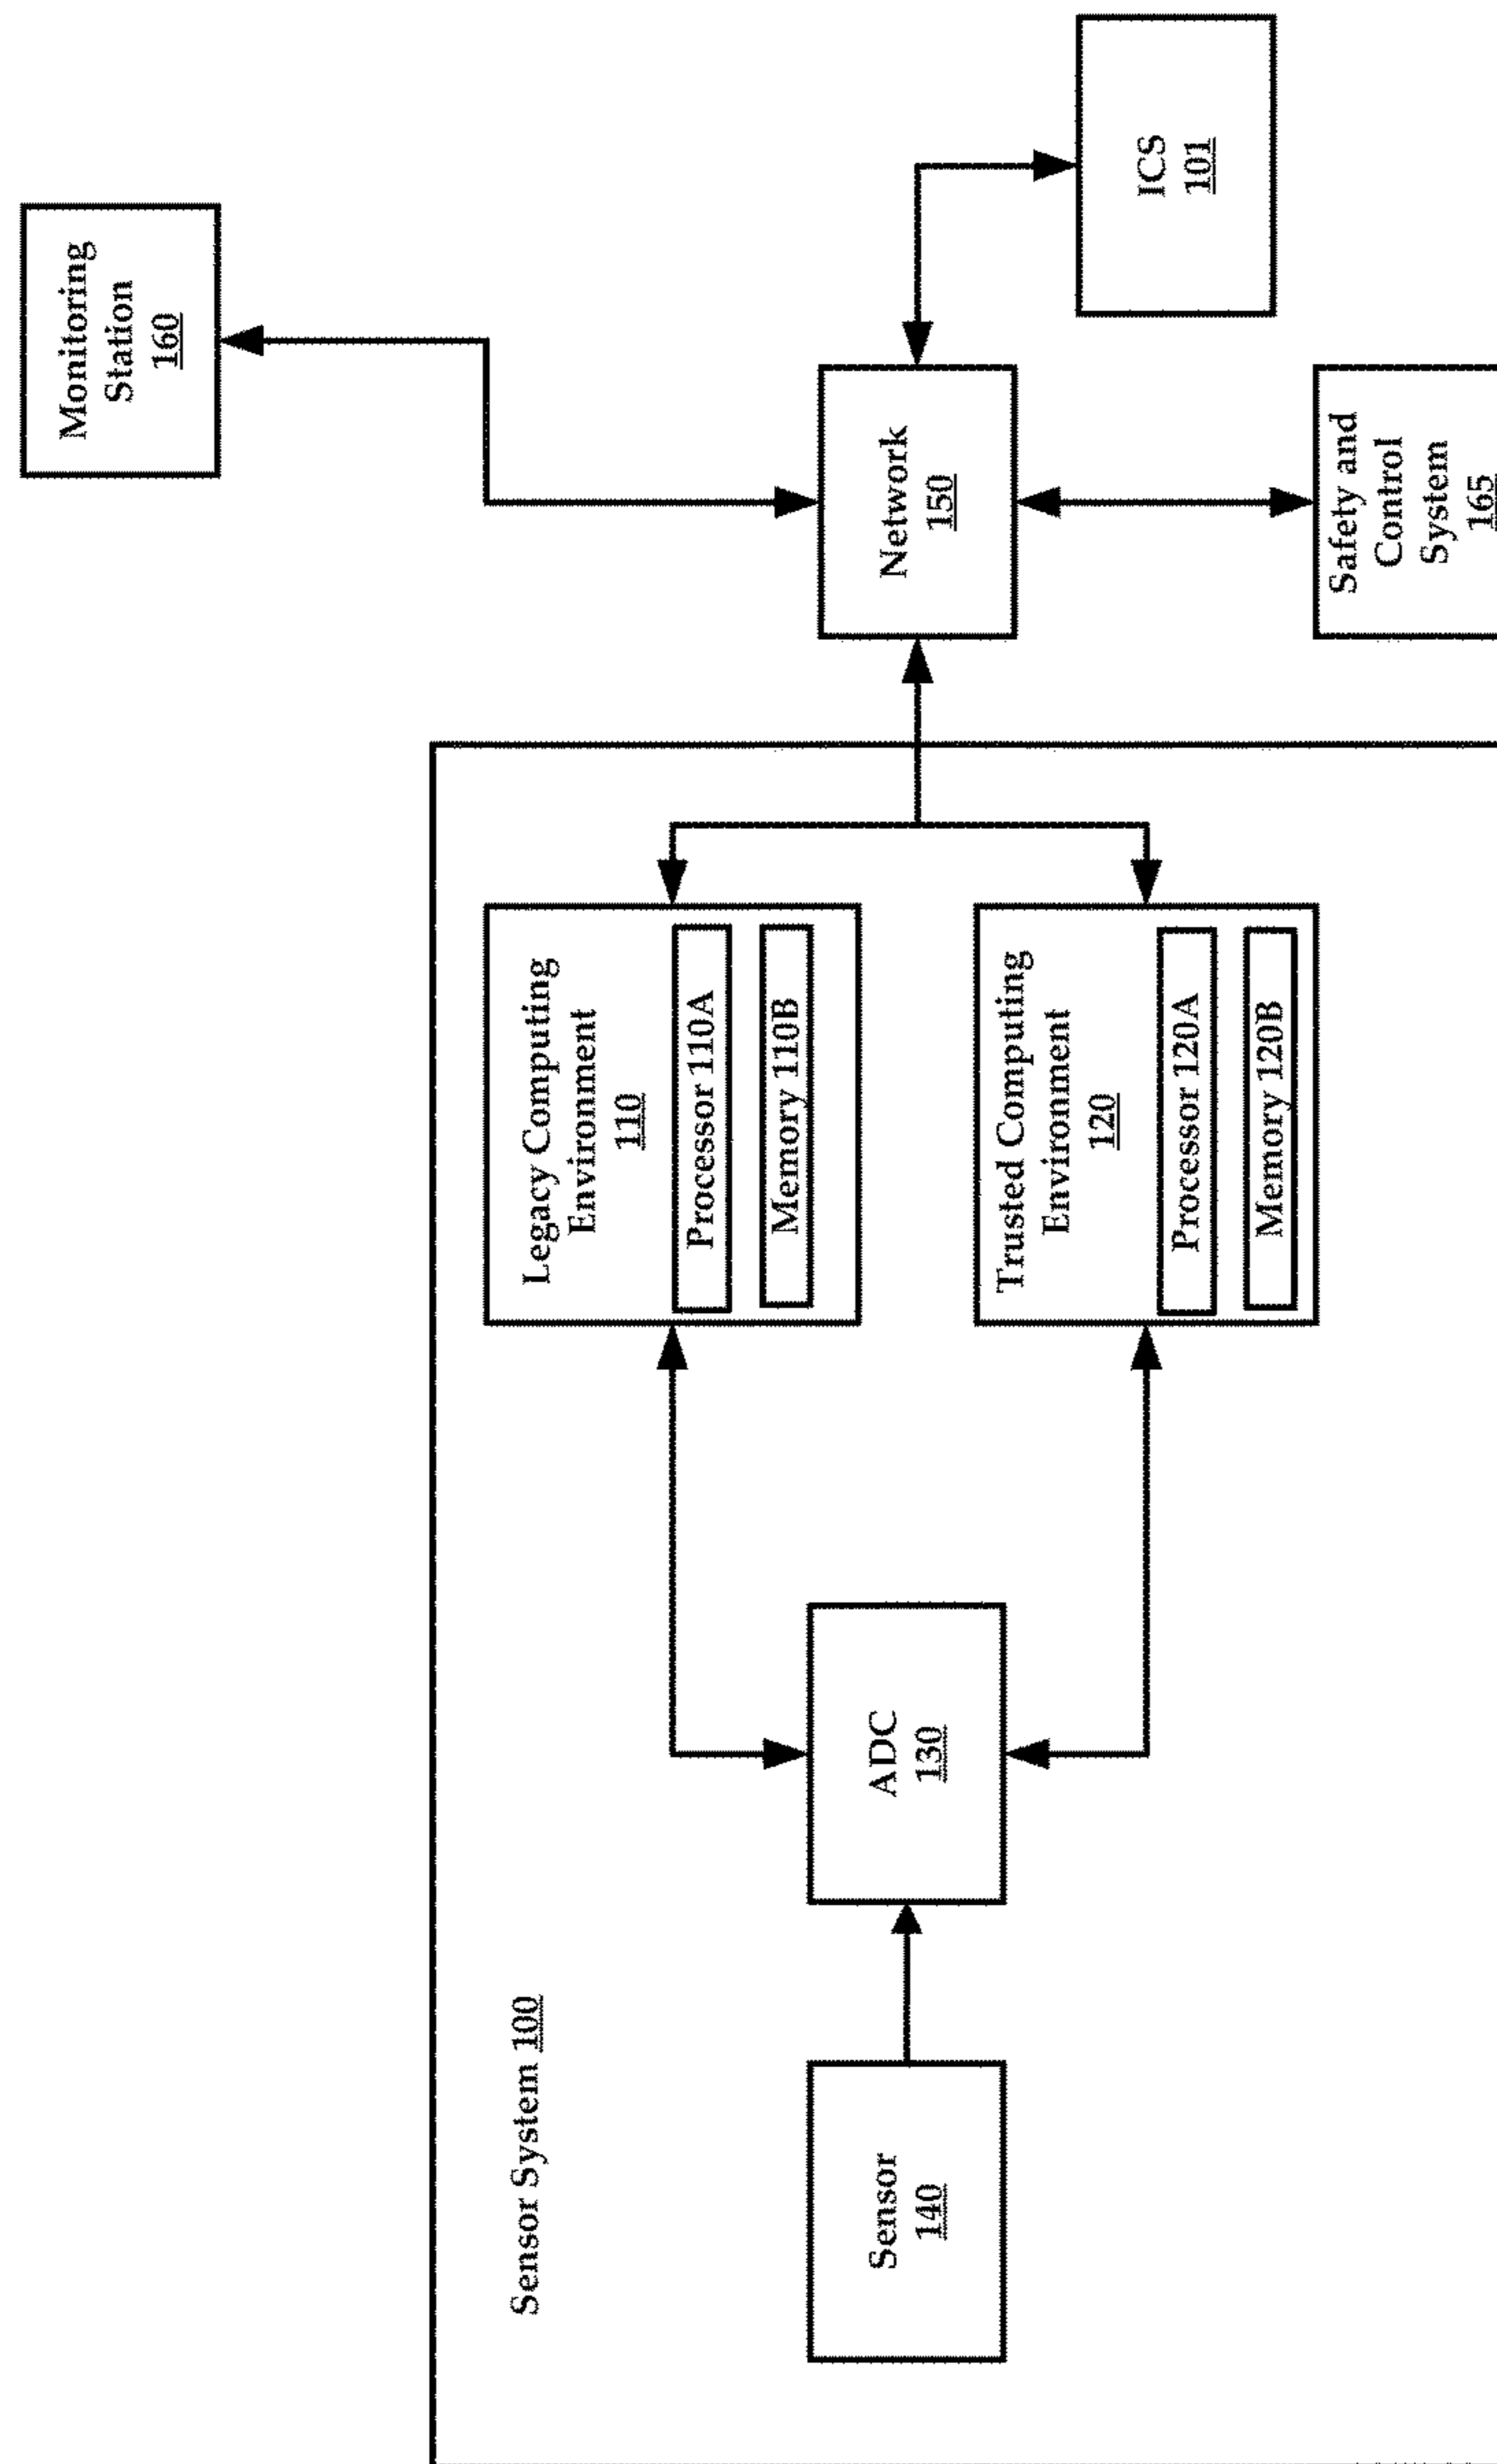 Sensor System 100
Sensor
140
ADC
130
Legacy Computing
Environment
110
Processor 110A
Memory 110B
Trusted Computing
Environment
120
Processor 120A
Memory 120B
Network
150
Monitoring
Station
160
ICS
101
Safety and
Control
System
165